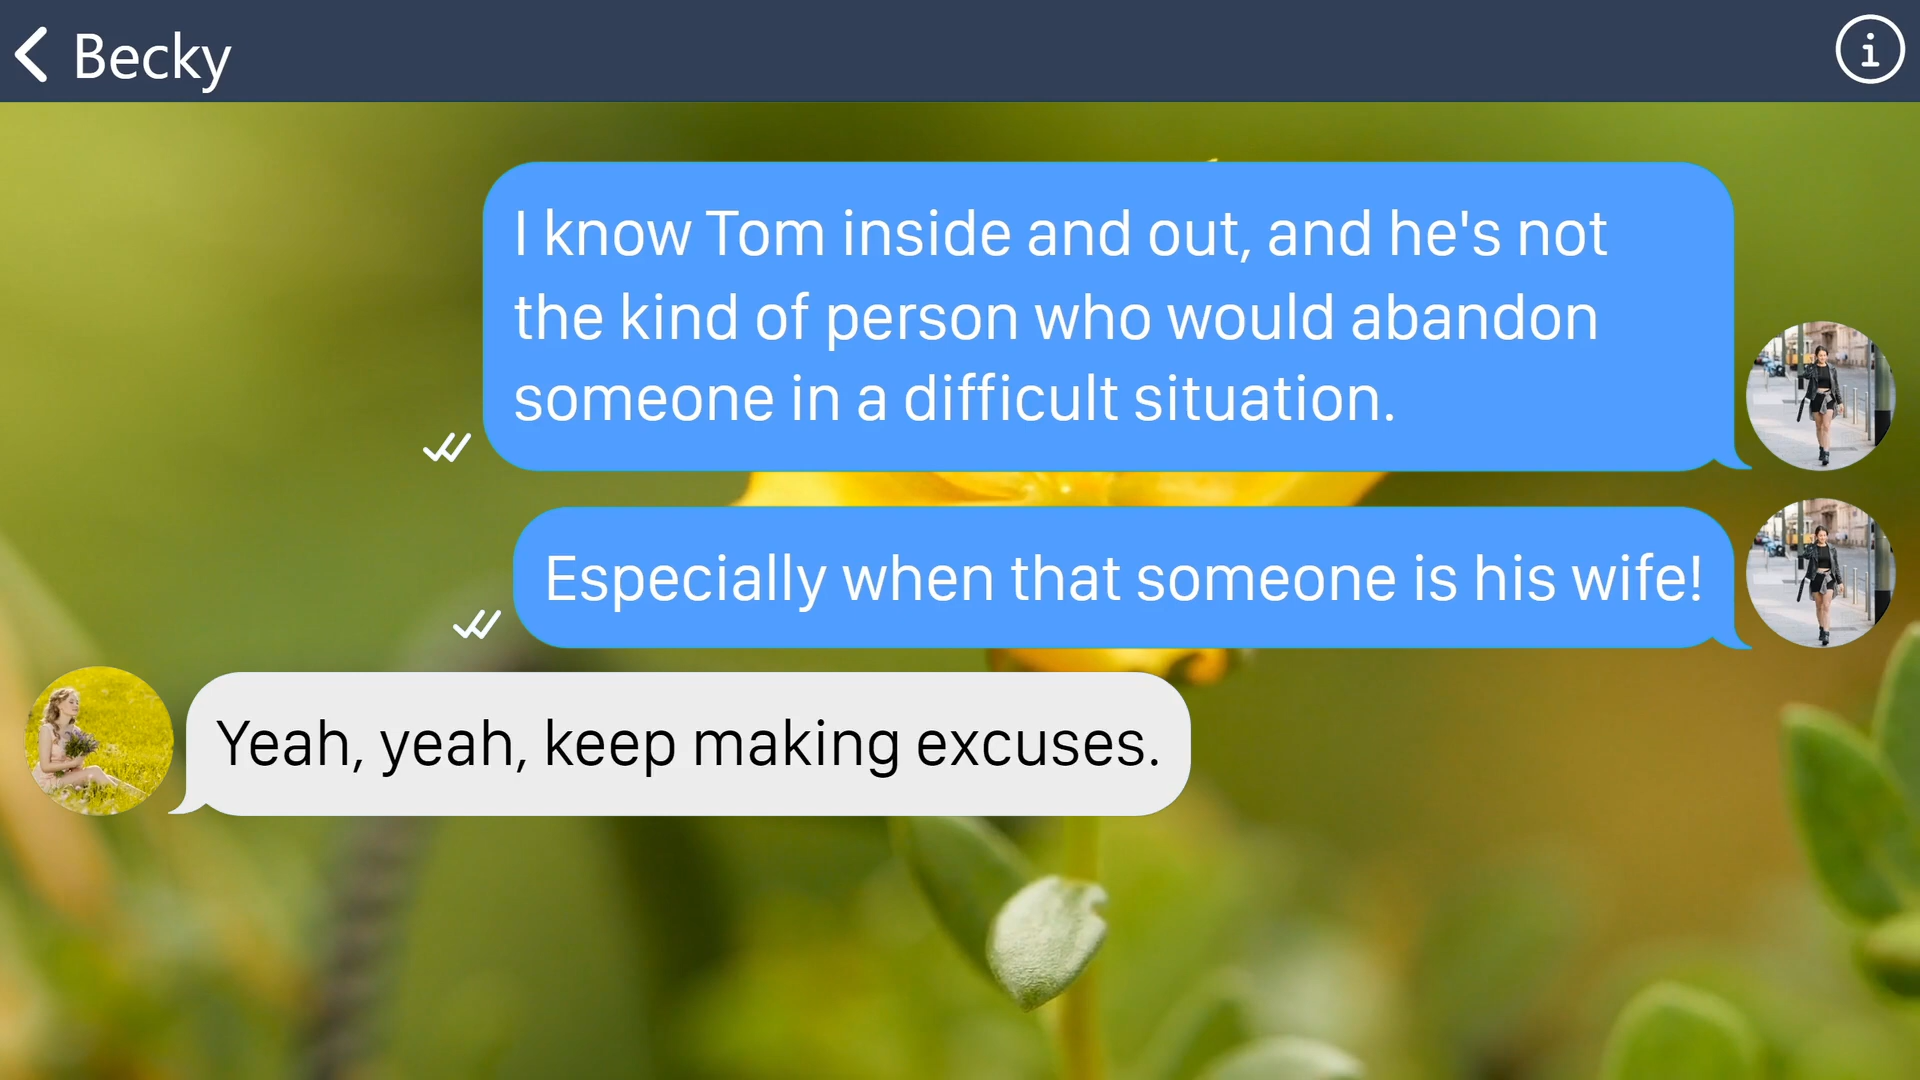 Becky
I know Tom inside and out, and he's not
the kind of person who would abandon
someone in a difficult situation.
Especially when that someone is his wife!
Yeah, yeah, keep making excuses.